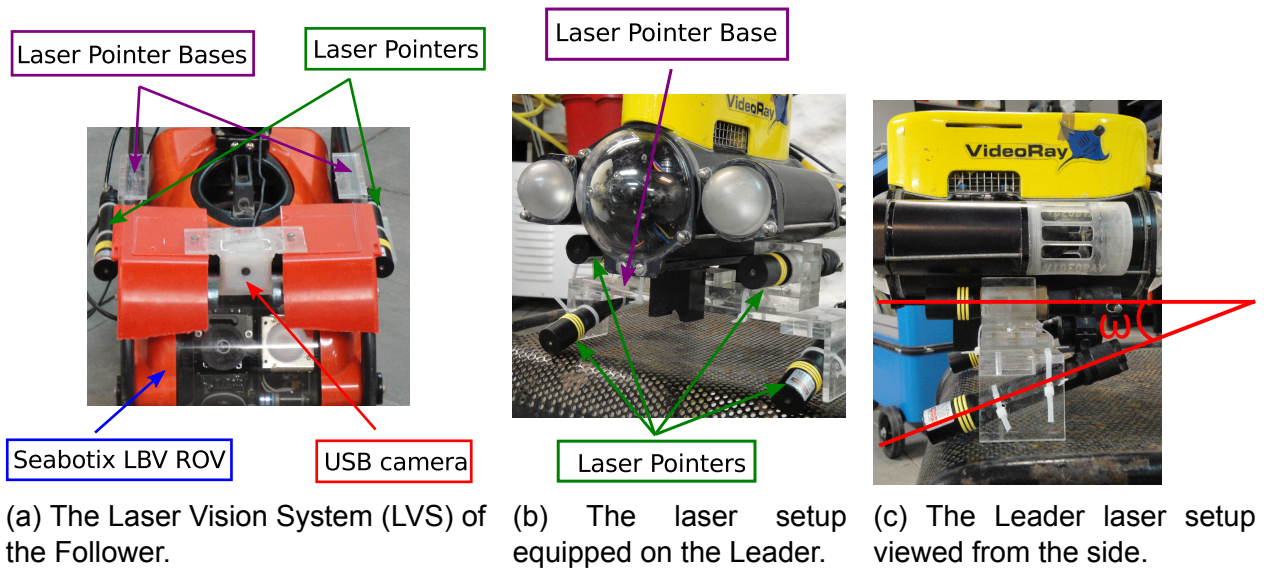 Laser Pointer Bases
Laser Pointers
Laser Pointer Base
VideoRay
VideoRay
VIDEORAY
ω
Seabotix LBV ROV
USB camera
Laser Pointers
(a) The Laser Vision System (LVS) of
the Follower.
(b) The laser setup
equipped on the Leader.
(c) The Leader laser setup
viewed from the side.